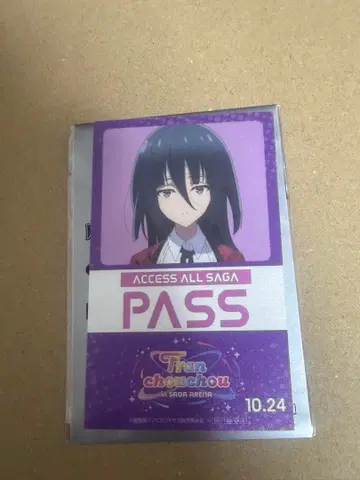 ACCESS ALL SAGA
PASS
Fran
chouchou
in SAGA ARENA
10.24